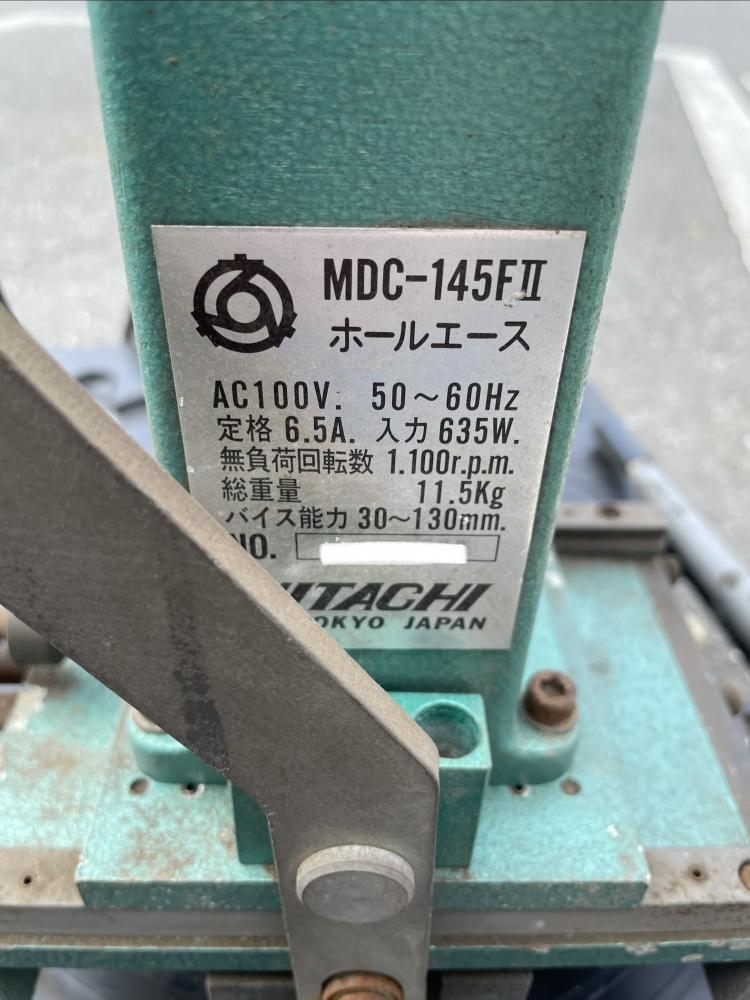 MDC-145FⅡ
ホールエース
AC100V. 50～60Hz
定格 6.5A. 入力 635W.
無負荷回転数 1.100r.p.m.
総重量 11.5Kg
バイス能力 30～130mm.
NO.
HITACHI
TOKYO JAPAN